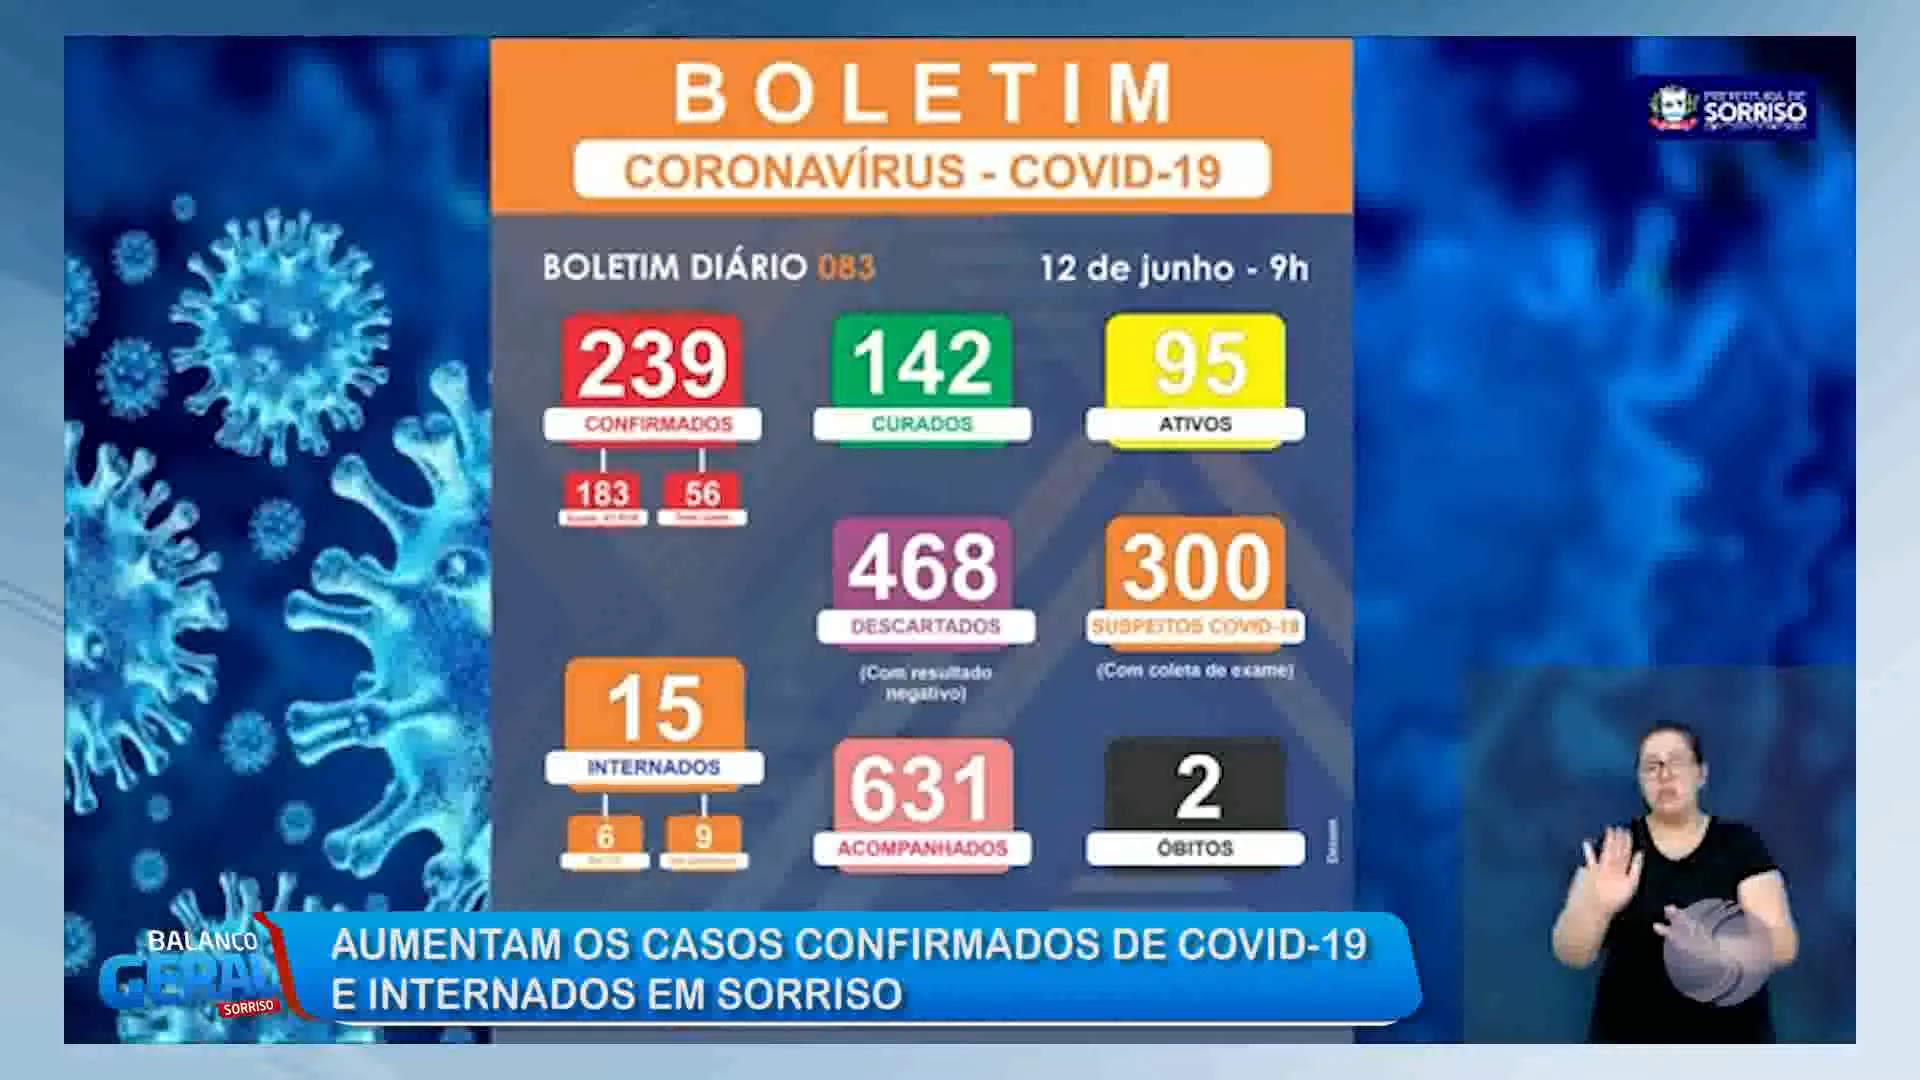 BOLETIM
CORONAVÍRUS - COVID-19
PREFEITURA DE
SORRISO
BOLETIM DIÁRIO 083
12 de junho - 9h
239
CONFIRMADOS
183
56
142
CURADOS
95
ATIVOS
468
DESCARTADOS
(Com resultado
negativo)
300
SUSPEITOS COVID-19
(Com coleta de exame)
15
INTERNADOS
6
9
631
ACOMPANHADOS
2
ÓBITOS
BALANÇO
GERAL
SORRISO
AUMENTAM OS CASOS CONFIRMADOS DE COVID-19
E INTERNADOS EM SORRISO